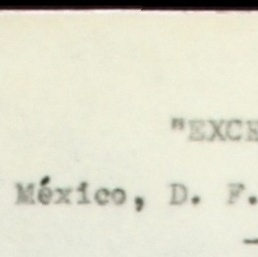 "EXCE
México, D. F.